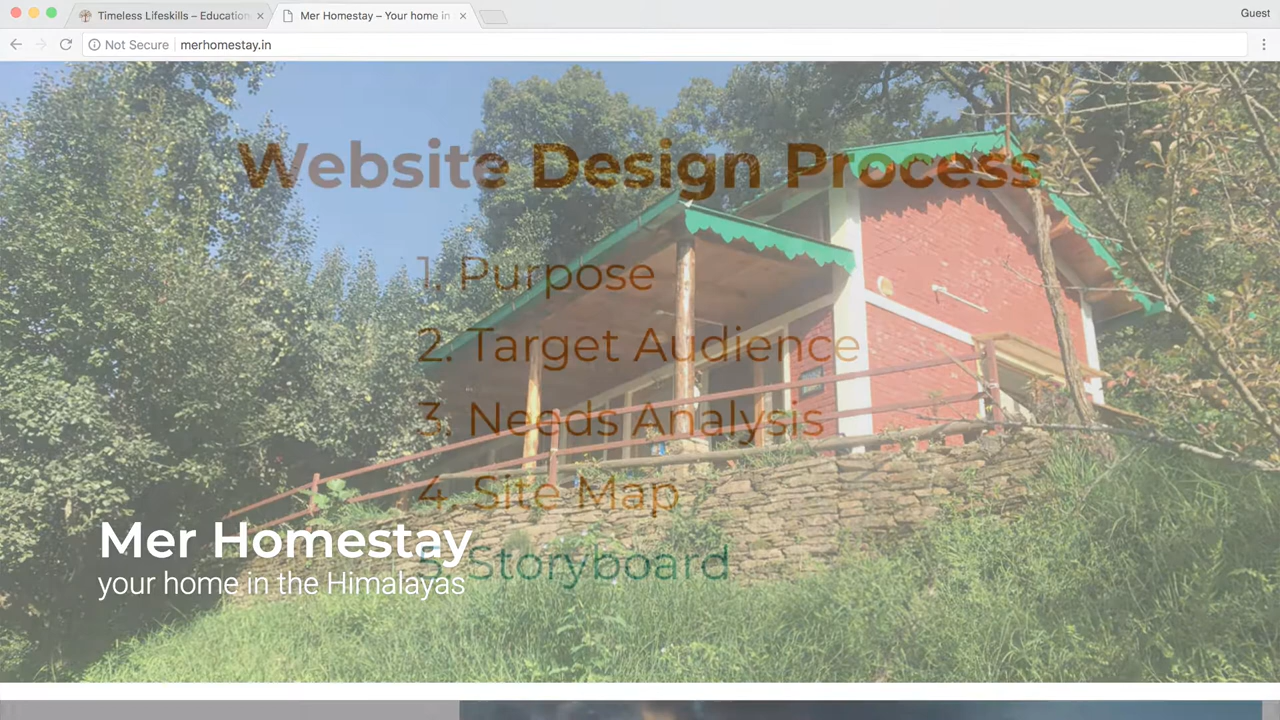 Timeless Lifeskills – Education
Mer Homestay – Your home in
Guest
Not Secure
merhomestay.in
Website Design Process
1. Purpose
2. Target Audience
3. Needs Analysis
4. Site Map
5. Storyboard
Mer Homestay
your home in the Himalayas